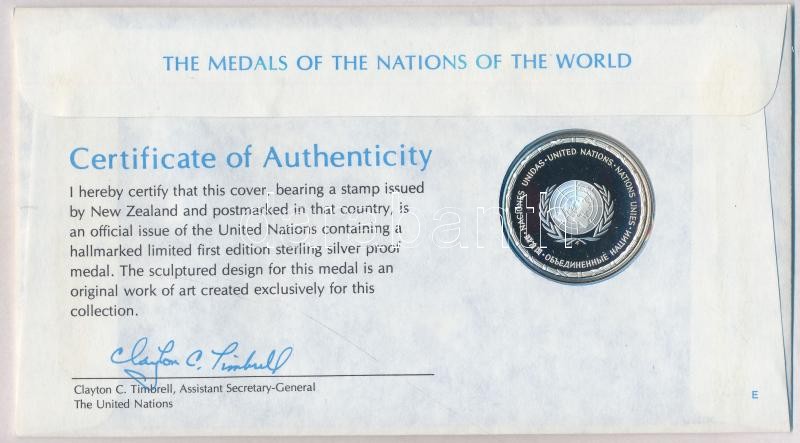 THE MEDALS OF THE NATIONS OF THE WORLD
Certificate of Authenticity
I hereby certify that this cover, bearing a stamp issued
by New Zealand and postmarked in that country, is
an official issue of the United Nations containing a
hallmarked limited first edition sterling silver proof
medal. The sculptured design for this medal is an
original work of art created exclusively for this
collection.
Clayton C. Timbrell
Clayton C. Timbrell, Assistant Secretary-General
The United Nations
NACIONES UNIDAS · UNITED NATIONS · NATIONS UNIES · ОБЪЕДИНЕННЫЕ НАЦИИ ·
darabanth
E